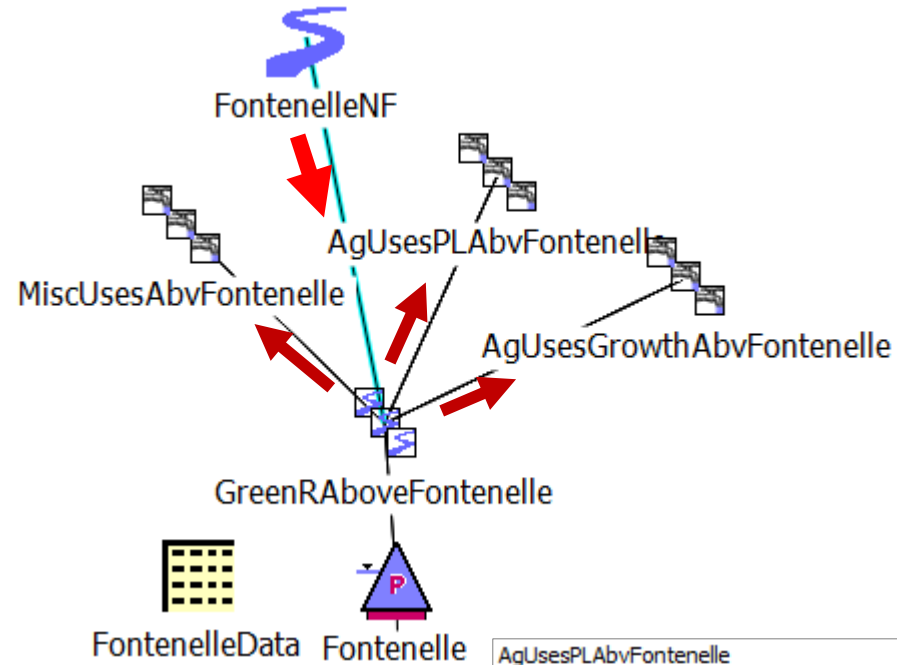 FontenelleNF
AgUsesPLAbvFontenelle
MiscUsesAbvFontenelle
AgUsesGrowthAbvFontenelle
GreenRAboveFontenelle
P
FontenelleData
Fontenelle
AgUsesPLAbvFontenelle